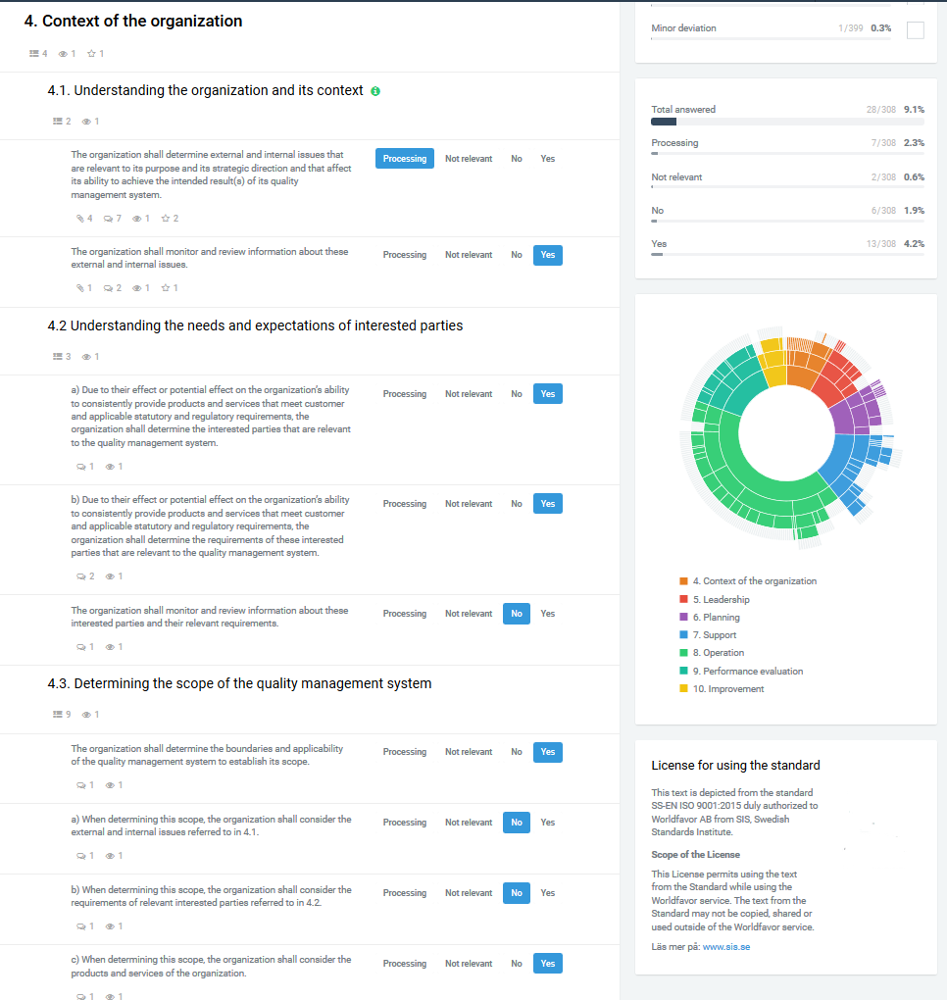 4. Context of the organization
4 1 1
4.1. Understanding the organization and its context
2 1
The organization shall determine external and internal issues that
are relevant to its purpose and its strategic direction and that affect
its ability to achieve the intended result(s) of its quality
management system.
Processing Not relevant No Yes
4 7 1 2
The organization shall monitor and review information about these
external and internal issues.
Processing Not relevant No Yes
1 2 1 1
4.2 Understanding the needs and expectations of interested parties
3 1
a) Due to their effect or potential effect on the organization's ability
to consistently provide products and services that meet customer
and applicable statutory and regulatory requirements, the
organization shall determine the interested parties that are relevant
to the quality management system.
Processing Not relevant No Yes
1 1
b) Due to their effect or potential effect on the organization's ability
to consistently provide products and services that meet customer
and applicable statutory and regulatory requirements, the
organization shall determine the requirements of these interested
parties that are relevant to the quality management system.
Processing Not relevant No Yes
2 1
The organization shall monitor and review information about these
interested parties and their relevant requirements.
Processing Not relevant No Yes
1 1
4.3. Determining the scope of the quality management system
9 1
The organization shall determine the boundaries and applicability
of the quality management system to establish its scope.
Processing Not relevant No Yes
1 1
a) When determining this scope, the organization shall consider the
external and internal issues referred to in 4.1.
Processing Not relevant No Yes
1 1
b) When determining this scope, the organization shall consider the
requirements of relevant interested parties referred to in 4.2.
Processing Not relevant No Yes
1 1
c) When determining this scope, the organization shall consider the
products and services of the organization.
Processing Not relevant No Yes
1 1
Minor deviation 1/399 0.3%
Total answered 28/308 9.1%
Processing 7/308 2.3%
Not relevant 2/308 0.6%
No 6/308 1.9%
Yes 13/308 4.2%
4. Context of the organization
5. Leadership
6. Planning
7. Support
8. Operation
9. Performance evaluation
10. Improvement
License for using the standard
This text is depicted from the standard
SS-EN ISO 9001:2015 duly authorized to
Worldfavor AB from SIS, Swedish
Standards Institute.
Scope of the License
This License permits using the text
from the Standard while using the
Worldfavor service. The text from the
Standard may not be copied, shared or
used outside of the Worldfavor service.
Läs mer på: www.sis.se